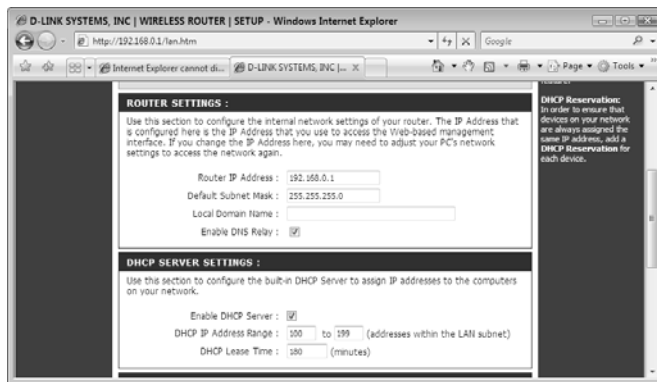 D-LINK SYSTEMS, INC | WIRELESS ROUTER | SETUP - Windows Internet Explorer
http://192.168.0.1/lan.htm
Google
Internet Explorer cannot di...
D-LINK SYSTEMS, INC |... x
Page
Tools
ROUTER SETTINGS :
Use this section to configure the internal network settings of your router. The IP Address that
is configured here is the IP Address that you use to access the Web-based management
interface. If you change the IP Address here, you may need to adjust your PC's network
settings to access the network again.
Router IP Address : 192.168.0.1
Default Subnet Mask : 255.255.255.0
Local Domain Name :
Enable DNS Relay :
DHCP SERVER SETTINGS :
Use this section to configure the built-in DHCP Server to assign IP addresses to the computers
on your network.
Enable DHCP Server :
DHCP IP Address Range : 100 to 199 (addresses within the LAN subnet)
DHCP Lease Time : 180 (minutes)
DHCP Reservation:
In order to ensure that
devices on your network
are always assigned the
same IP address, add a
DHCP Reservation for
each device.